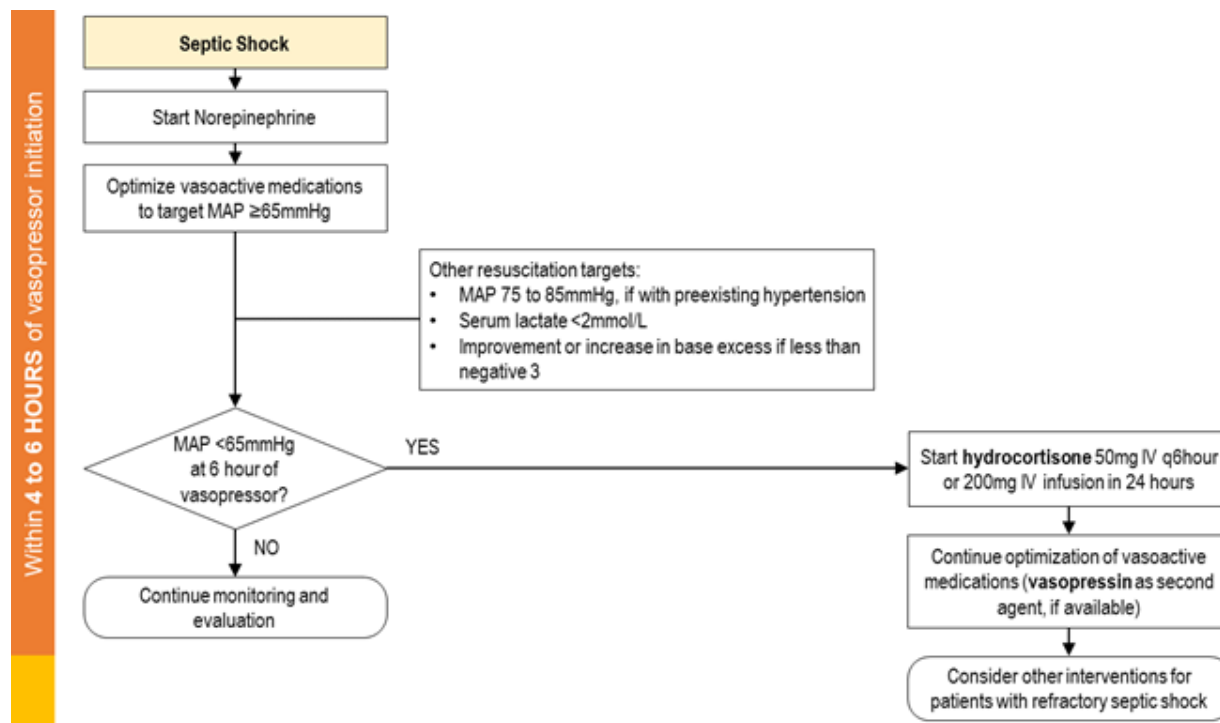 Within 4 to 6 HOURS of vasopressor initiation
Septic Shock
Start Norepinephrine
Optimize vasoactive medications
to target MAP ≥65mmHg
Other resuscitation targets:
• MAP 75 to 85mmHg, if with preexisting hypertension
• Serum lactate <2mmol/L
• Improvement or increase in base excess if less than
negative 3
MAP <65mmHg
at 6 hour of
vasopressor?
YES
NO
Continue monitoring and
evaluation
Start hydrocortisone 50mg IV q6hour
or 200mg IV infusion in 24 hours
Continue optimization of vasoactive
medications (vasopressin as second
agent, if available)
Consider other interventions for
patients with refractory septic shock